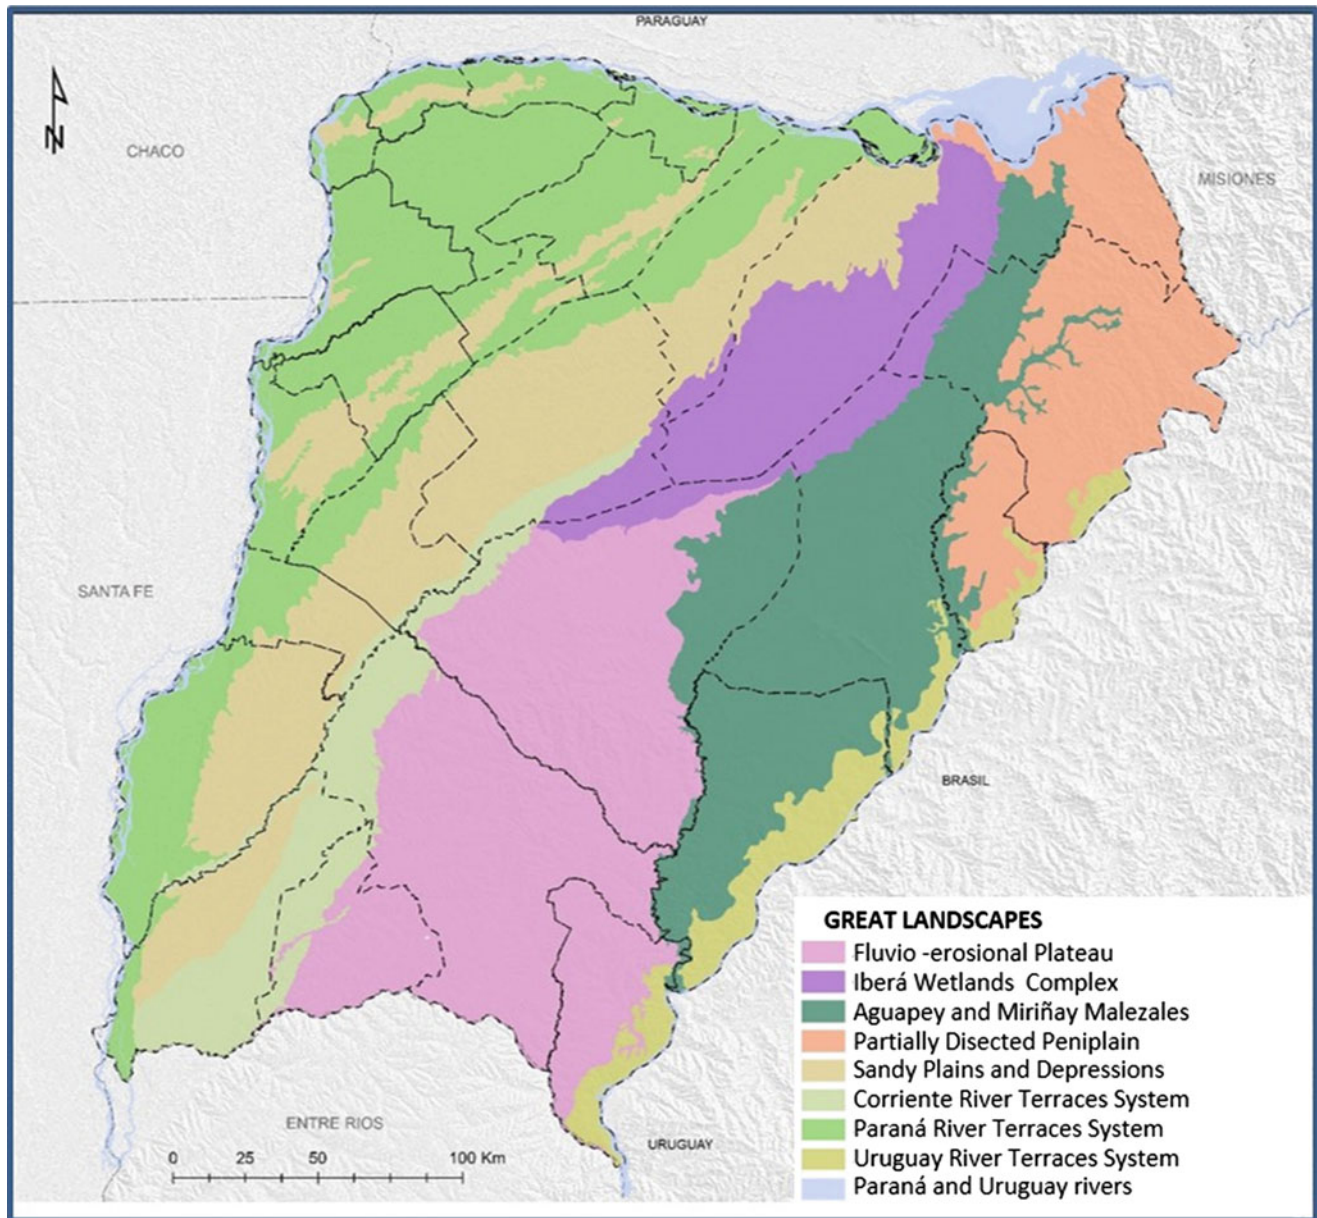 PARAGUAY
N
CHACO
MISIONES
SANTA FE
BRASIL
ENTRE RIOS
URUGUAY
0 25 50 100 Km
GREAT LANDSCAPES
Fluvio -erosional Plateau
Iberá Wetlands Complex
Aguapey and Miriñay Malezales
Partially Disected Peniplain
Sandy Plains and Depressions
Corriente River Terraces System
Paraná River Terraces System
Uruguay River Terraces System
Paraná and Uruguay rivers